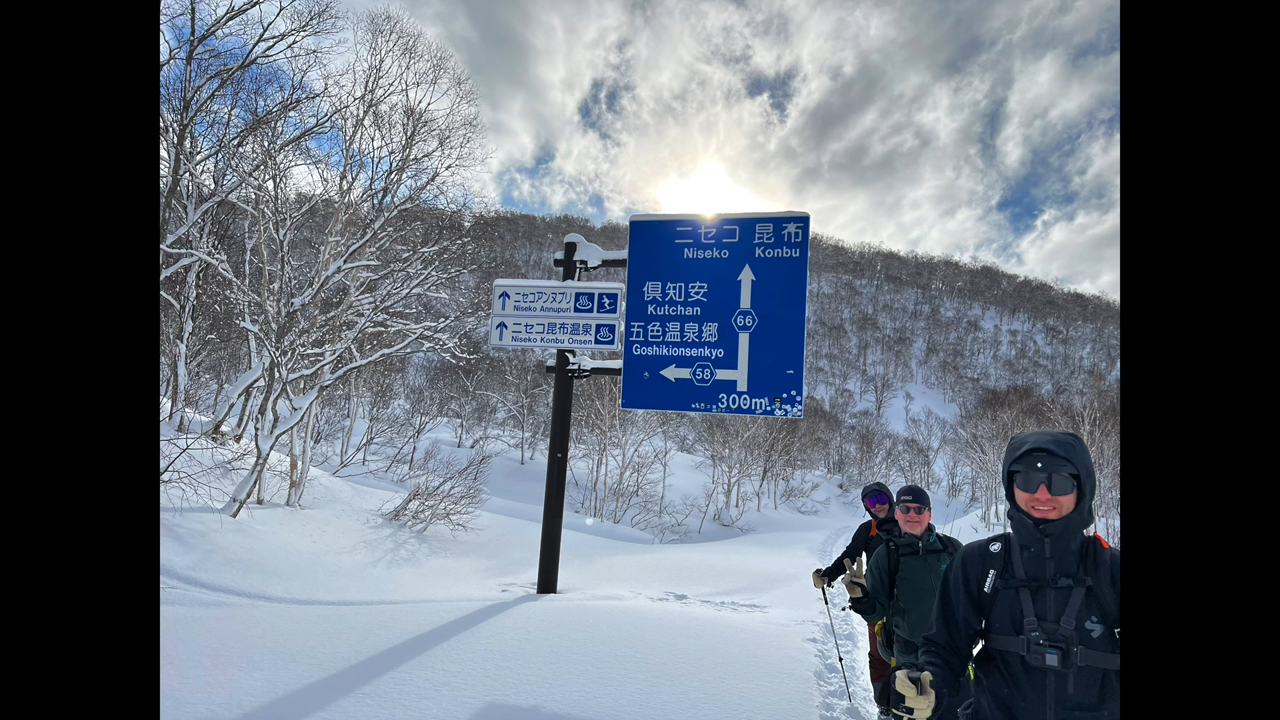 ニセコ 昆布
Niseko Konbu
倶知安
Kutchan
66
五色温泉郷
Goshikionsenkyo
58
300m
ニセコアンヌプリ
Niseko Annupuri
ニセコ昆布温泉
Niseko Konbu Onsen
AIRBAG